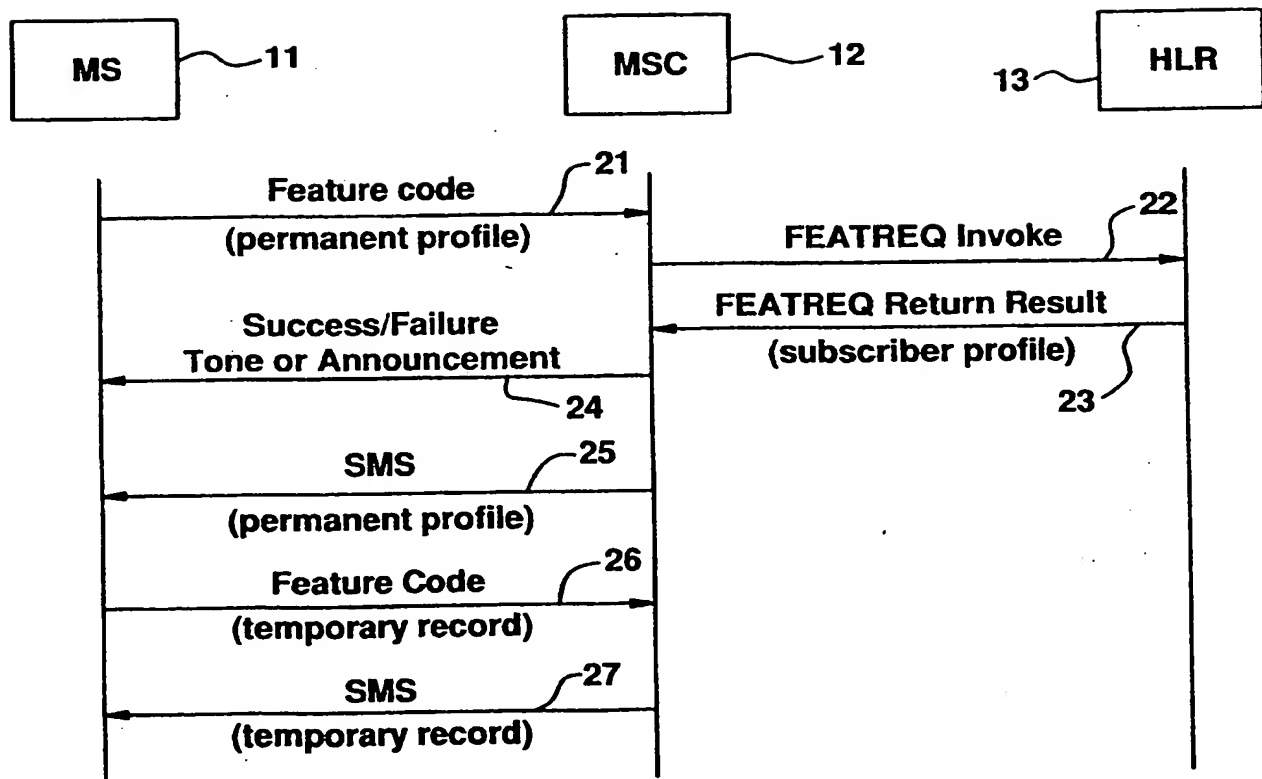 MS
11
MSC
12
13
HLR
Feature code
21
(permanent profile)
FEATREQ Invoke
22
FEATREQ Return Result
(subscriber profile)
23
Success/Failure
Tone or Announcement
24
SMS
25
(permanent profile)
Feature Code
26
(temporary record)
SMS
27
(temporary record)